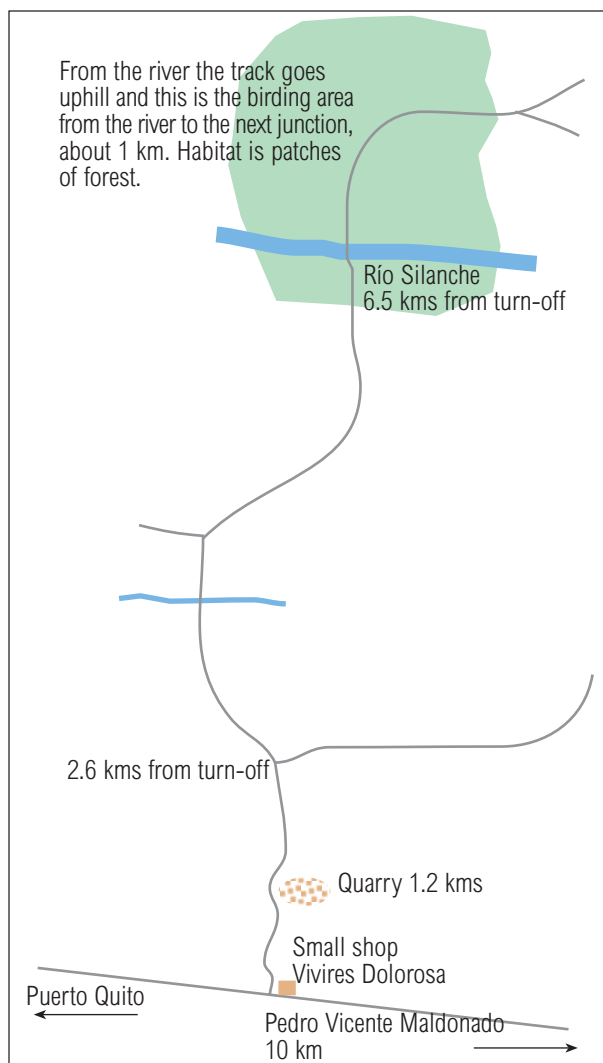 From the river the track goes
uphill and this is the birding area
from the river to the next junction,
about 1 km. Habitat is patches
of forest.
Río Silanche
6.5 kms from turn-off
2.6 kms from turn-off
Quarry 1.2 kms
Small shop
Vivires Dolorosa
Puerto Quito
Pedro Vicente Maldonado
10 km